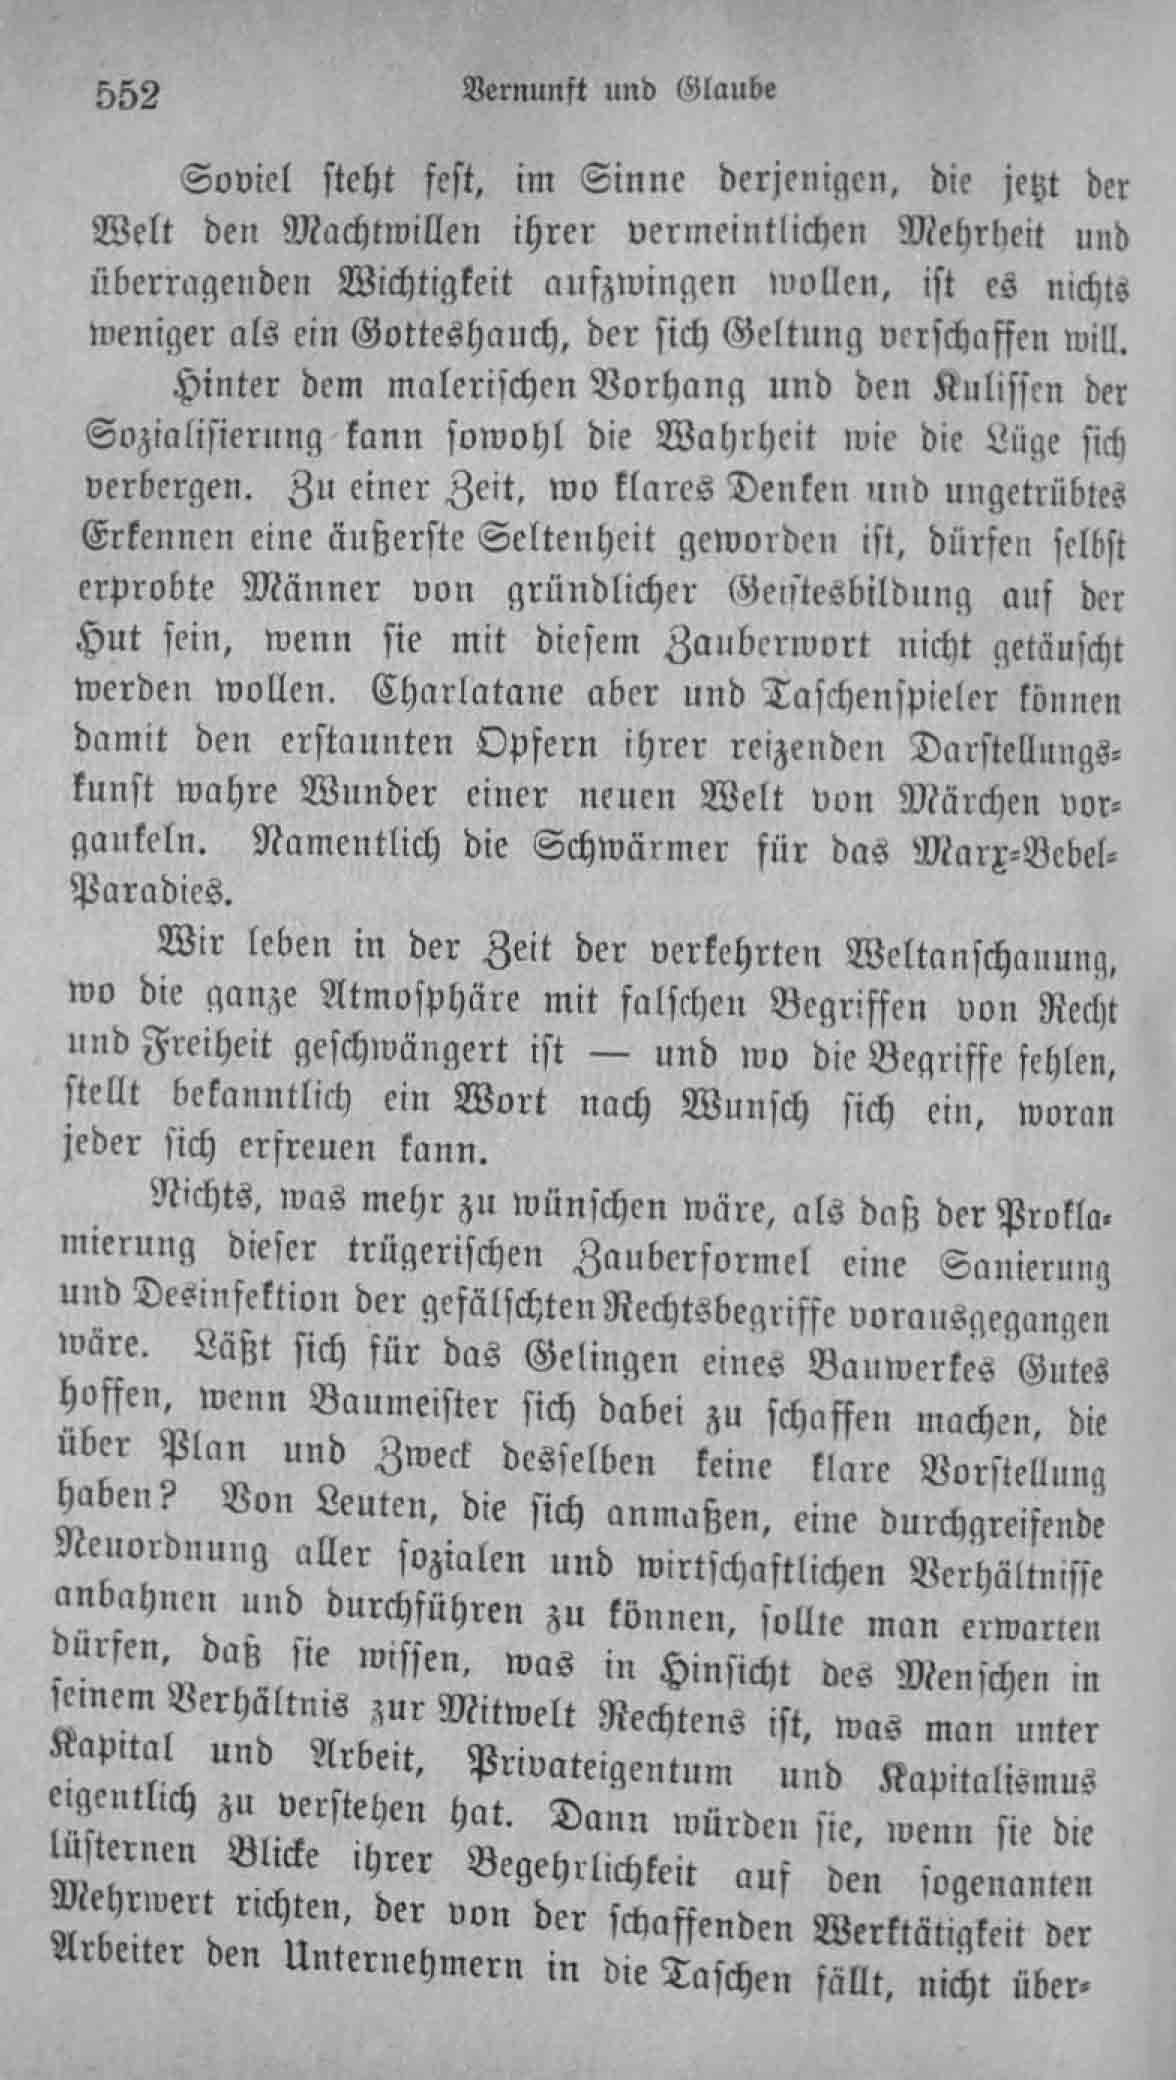 552
Vernunft und Glaube
Soviel steht fest, im Sinne derjenigen, die jetzt der
Welt den Machtwillen ihrer vermeintlichen Mehrheit und
überragenden Wichtigkeit aufzwingen wollen, ist es nichts
weniger als ein Gotteshauch, der sich Geltung verschaffen will.
Hinter dem malerischen Vorhang und den Kulissen der
Sozialisierung kann sowohl die Wahrheit wie die Lüge sich
verbergen. Zu einer Zeit, wo klares Denken und ungetrübtes
Erkennen eine äußerste Seltenheit geworden ist, dürfen selbst
erprobte Männer von gründlicher Geistesbildung auf der
Hut sein, wenn sie mit diesem Zauberwort nicht getäuscht
werden wollen. Charlatane aber und Taschenspieler können
damit den erstaunten Opfern ihrer reizenden Darstellungs-
kunst wahre Wunder einer neuen Welt von Märchen vor-
gaukeln. Namentlich die Schwärmer für das Marx-Bebel-
Paradies.
Wir leben in der Zeit der verkehrten Weltanschauung,
wo die ganze Atmosphäre mit falschen Begriffen von Recht
und Freiheit geschwängert ist — und wo die Begriffe fehlen,
stellt bekanntlich ein Wort nach Wunsch sich ein, woran
jeder sich erfreuen kann.
Nichts, was mehr zu wünschen wäre, als daß der Prokla-
mierung dieser trügerischen Zauberformel eine Sanierung
und Desinfektion der gefälschten Rechtsbegriffe vorausgegangen
wäre. Läßt sich für das Gelingen eines Bauwerkes Gutes
hoffen, wenn Baumeister sich dabei zu schaffen machen, die
über Plan und Zweck desselben keine klare Vorstellung
haben? Von Leuten, die sich anmaßen, eine durchgreifende
Neuordnung aller sozialen und wirtschaftlichen Verhältnisse
anbahnen und durchführen zu können, sollte man erwarten
dürfen, daß sie wissen, was in Hinsicht des Menschen in
seinem Verhältnis zur Mitwelt Rechtens ist, was man unter
Kapital und Arbeit, Privateigentum und Kapitalismus
eigentlich zu verstehen hat. Dann würden sie, wenn sie die
lüsternen Blicke ihrer Begehrlichkeit auf den sogenanten
Mehrwert richten, der von der schaffenden Werktätigkeit der
Arbeiter den Unternehmern in die Taschen fällt, nicht über-